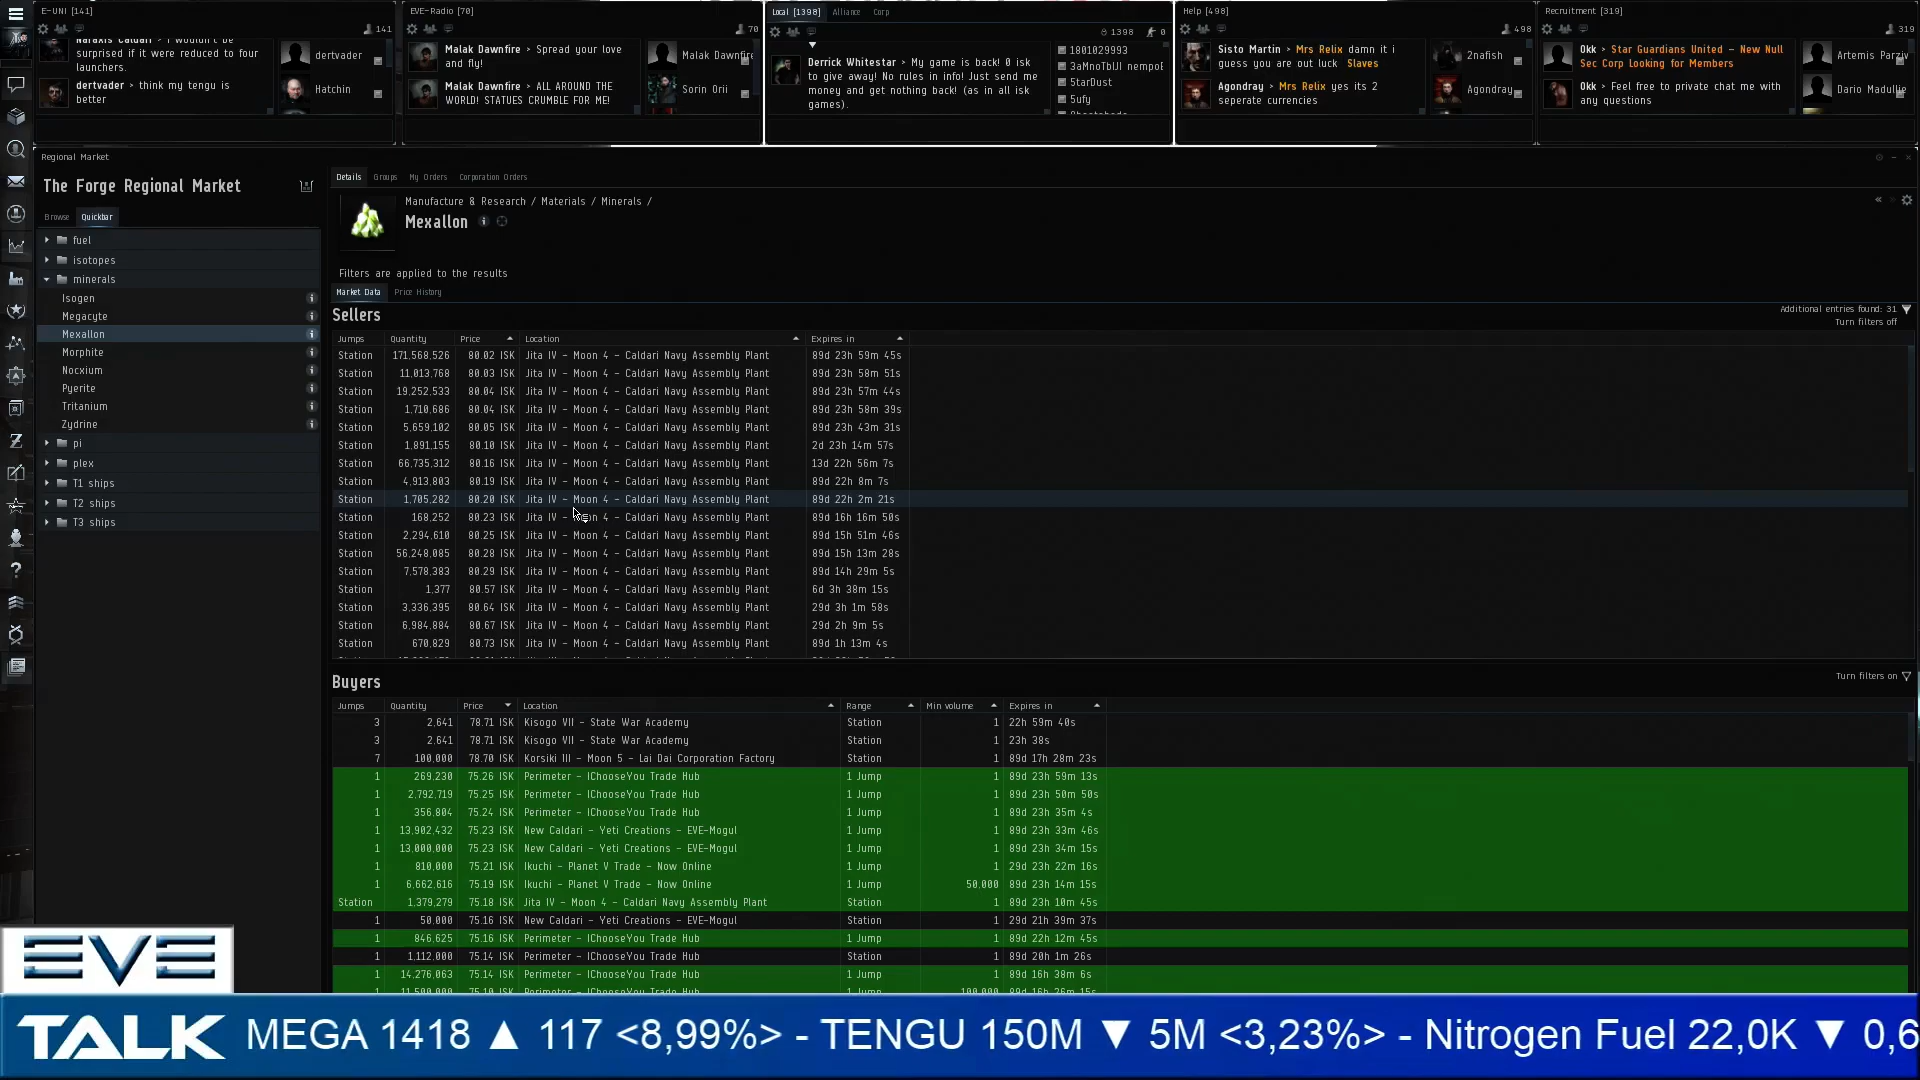 E-UNI [141]
141
Naraxis Caldari > I wouldn't be
surprised if it were reduced to four
launchers.
dertvader > think my tengu is
better
dertvader
Hatchin
EVE-Radio [70]
70
Malak Dawnfire > Spread your love
and fly!
Malak Dawnfire > ALL AROUND THE
WORLD! STATUES CRUMBLE FOR ME!
Malak Dawnfire
Sorin Orii
Local [1398] Alliance Corp
1398 0
Derrick Whitestar > My game is back! 0 isk
to give away! No rules in info! Just send me
money and get nothing back! (as in all isk
games).
1801029993
5tarDust
5ufy
Help [498]
498
Sisto Martin > Mrs Relix damn it i
guess you are out luck Slaves
Agondray > Mrs Relix yes its 2
seperate currencies
2nafish
Agondray
Recruitment [319]
319
Okk > Star Guardians United - New Null
Sec Corp Looking for Members
Okk > Feel free to private chat me with
any questions
Artemis Parziv
Dario Madullie
Regional Market
The Forge Regional Market
Browse Quickbar
fuel
isotopes
minerals
Isogen
Megacyte
Mexallon
Morphite
Nocxium
Pyerite
Tritanium
Zydrine
pi
plex
T1 ships
T2 ships
T3 ships
Details Groups My Orders Corporation Orders
Manufacture & Research / Materials / Minerals /
Mexallon
Filters are applied to the results
Market Data Price History
Sellers
Additional entries found: 31
Turn filters off
Jumps Quantity Price Location Expires in
Station 171,568,526 80.02 ISK Jita IV - Moon 4 - Caldari Navy Assembly Plant 89d 23h 59m 45s
Station 11,013,768 80.03 ISK Jita IV - Moon 4 - Caldari Navy Assembly Plant 89d 23h 58m 51s
Station 19,252,533 80.04 ISK Jita IV - Moon 4 - Caldari Navy Assembly Plant 89d 23h 57m 44s
Station 1,710,686 80.04 ISK Jita IV - Moon 4 - Caldari Navy Assembly Plant 89d 23h 58m 39s
Station 5,659,102 80.05 ISK Jita IV - Moon 4 - Caldari Navy Assembly Plant 89d 23h 43m 31s
Station 1,891,155 80.10 ISK Jita IV - Moon 4 - Caldari Navy Assembly Plant 2d 23h 14m 57s
Station 66,735,312 80.16 ISK Jita IV - Moon 4 - Caldari Navy Assembly Plant 13d 22h 56m 7s
Station 4,913,803 80.19 ISK Jita IV - Moon 4 - Caldari Navy Assembly Plant 89d 22h 8m 7s
Station 1,705,282 80.20 ISK Jita IV - Moon 4 - Caldari Navy Assembly Plant 89d 22h 2m 21s
Station 168,252 80.23 ISK Jita IV - Moon 4 - Caldari Navy Assembly Plant 89d 16h 16m 50s
Station 2,294,610 80.25 ISK Jita IV - Moon 4 - Caldari Navy Assembly Plant 89d 15h 51m 46s
Station 56,248,085 80.28 ISK Jita IV - Moon 4 - Caldari Navy Assembly Plant 89d 15h 13m 28s
Station 7,578,383 80.29 ISK Jita IV - Moon 4 - Caldari Navy Assembly Plant 89d 14h 29m 5s
Station 1,377 80.57 ISK Jita IV - Moon 4 - Caldari Navy Assembly Plant 6d 3h 38m 15s
Station 3,336,395 80.64 ISK Jita IV - Moon 4 - Caldari Navy Assembly Plant 29d 3h 1m 58s
Station 6,984,884 80.67 ISK Jita IV - Moon 4 - Caldari Navy Assembly Plant 29d 2h 9m 5s
Station 670,829 80.73 ISK Jita IV - Moon 4 - Caldari Navy Assembly Plant 89d 1h 13m 4s
Buyers
Turn filters on
Jumps Quantity Price Location Range Min volume Expires in
3 2,641 78.71 ISK Kisogo VII - State War Academy Station 1 22h 59m 40s
3 2,641 78.71 ISK Kisogo VII - State War Academy Station 1 23h 38s
7 100,000 78.70 ISK Korsiki III - Moon 5 - Lai Dai Corporation Factory Station 1 89d 17h 28m 23s
1 269,230 75.26 ISK Perimeter - IChooseYou Trade Hub 1 Jump 1 89d 23h 59m 13s
1 2,792,719 75.25 ISK Perimeter - IChooseYou Trade Hub 1 Jump 1 89d 23h 50m 50s
1 356,804 75.24 ISK Perimeter - IChooseYou Trade Hub 1 Jump 1 89d 23h 35m 4s
1 13,902,432 75.23 ISK New Caldari - Yeti Creations - EVE-Mogul 1 Jump 1 89d 23h 33m 46s
1 13,000,000 75.23 ISK New Caldari - Yeti Creations - EVE-Mogul 1 Jump 1 89d 23h 34m 15s
1 810,000 75.21 ISK Ikuchi - Planet V Trade - Now Online 1 Jump 1 29d 23h 22m 16s
1 6,662,616 75.19 ISK Ikuchi - Planet V Trade - Now Online 1 Jump 50,000 89d 23h 14m 15s
Station 1,379,279 75.18 ISK Jita IV - Moon 4 - Caldari Navy Assembly Plant Station 1 89d 23h 10m 45s
1 50,000 75.16 ISK New Caldari - Yeti Creations - EVE-Mogul Station 1 29d 21h 39m 37s
1 846,625 75.16 ISK Perimeter - IChooseYou Trade Hub 1 Jump 1 89d 22h 12m 45s
1 1,112,000 75.14 ISK Perimeter - IChooseYou Trade Hub Station 1 89d 20h 1m 26s
1 14,276,063 75.14 ISK Perimeter - IChooseYou Trade Hub 1 Jump 1 89d 16h 38m 6s
1 11,500,000 75.10 ISK Perimeter - IChooseYou Trade Hub 1 Jump 100,000 89d 16h 26m 15s
EVE
TALK MEGA 1418 ▲ 117 <8,99%> - TENGU 150M ▼ 5M <3,23%> - Nitrogen Fuel 22,0K ▼ 0,6